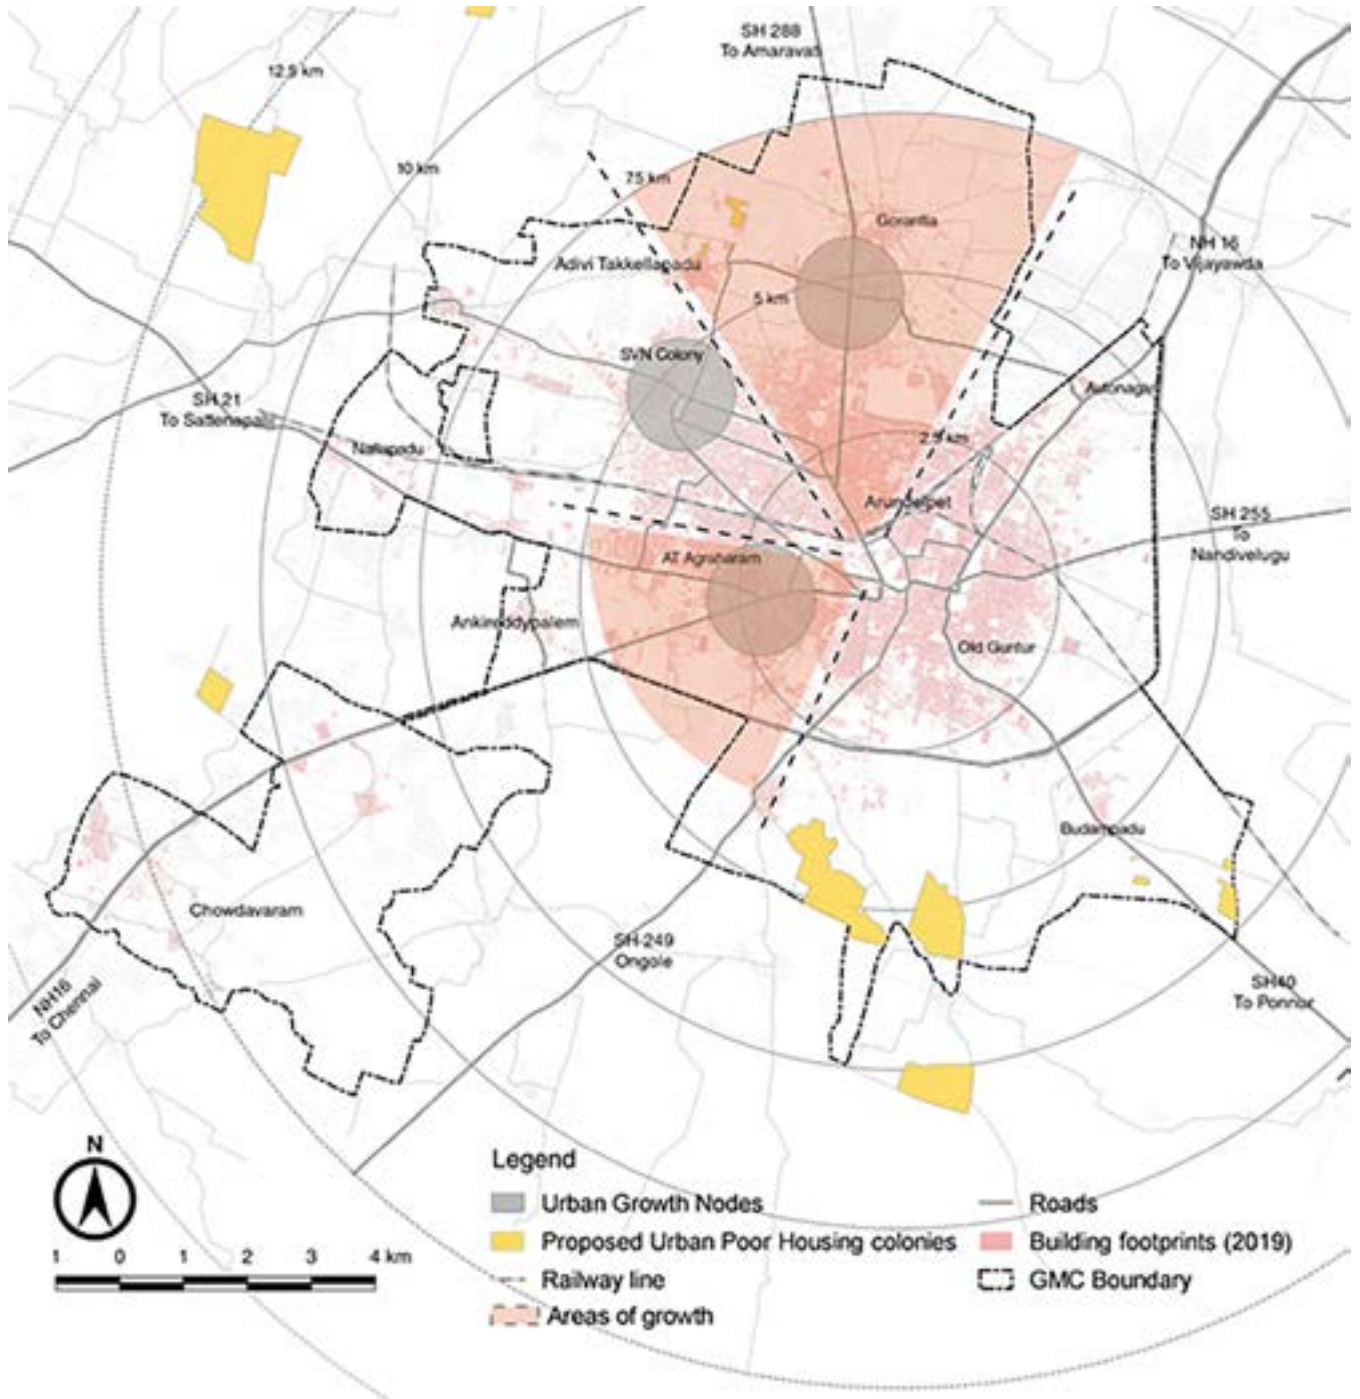 SH 288
To Amaravati
12.5 km
10 km
7.5 km
Gorantla
NH 16
To Vijayawda
Adivi Takkellapadu
5 km
SVN Colony
Autonagar
SH 21
To Sattenapalli
2.5 km
Nallapadu
Arundelpet
SH 255
To
Nandivelugu
AT Agraharam
Ankireddypalem
Old Guntur
Budampadu
Chowdavaram
SH-249
Ongole
SH40
To Ponnur
NH16
To Chennai
N
Legend
Urban Growth Nodes
Roads
Proposed Urban Poor Housing colonies
Building footprints (2019)
Railway line
GMC Boundary
Areas of growth
1 0 1 2 3 4 km